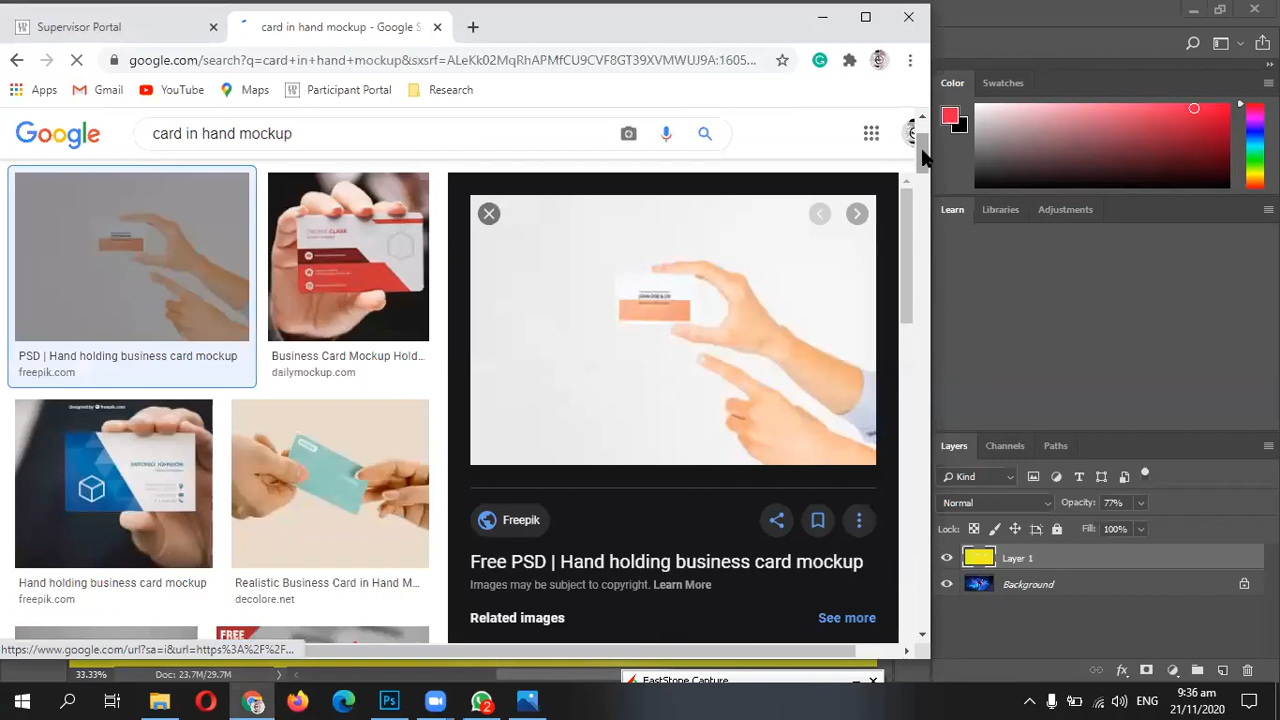 Supervisor Portal
card in hand mockup - Google S
google.com/search?q=card+in+hand+mockup&sxsrf=ALeKk02MqRhAPMfCU9CVF8GT39XVMWUJ9A:1605...
Apps Gmail YouTube Maps Participant Portal Research
Google card in hand mockup
PSD | Hand holding business card mockup
freepik.com
Business Card Mockup Hold...
dailymockup.com
ANTONIO JOHNSON
Hand holding business card mockup
freepik.com
Realistic Business Card in Hand M...
decolore.net
FREE
Freepik
Free PSD | Hand holding business card mockup
Images may be subject to copyright. Learn More
Related images See more
https://www.google.com/url?sa=i&url=https%3A%2F%2F...
33.33% Doc: 23.7M/29.7M
FastStone Capture
Color Swatches
Learn Libraries Adjustments
Layers Channels Paths
Kind
Normal Opacity: 77%
Lock: Fill: 100%
Layer 1
Background
Ps
2
ENG
9:36 am
21/11/2020